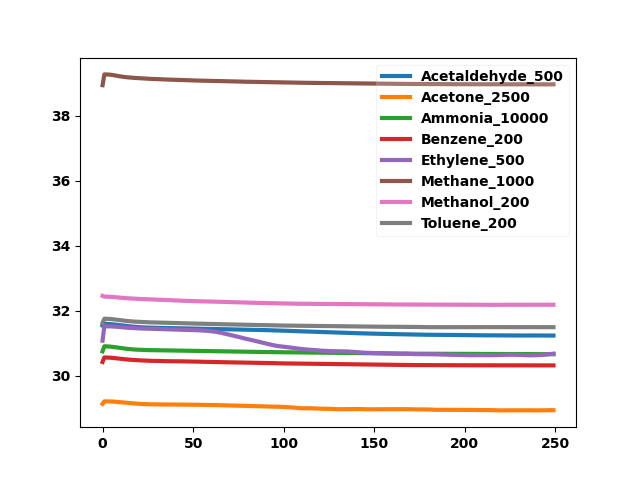 Acetaldehyde_500
Acetone_2500
Ammonia_10000
Benzene_200
Ethylene_500
Methane_1000
Methanol_200
Toluene_200
38
36
34
32
30
0 50 100 150 200 250